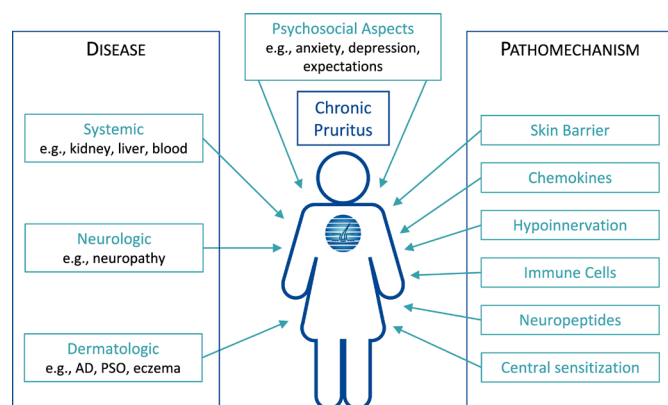 DISEASE
Systemic
e.g., kidney, liver, blood
Neurologic
e.g., neuropathy
Dermatologic
e.g., AD, PSO, eczema
Psychosocial Aspects
e.g., anxiety, depression,
expectations
Chronic
Pruritus
PATHOMECHANISM
Skin Barrier
Chemokines
Hypoinnervation
Immune Cells
Neuropeptides
Central sensitization